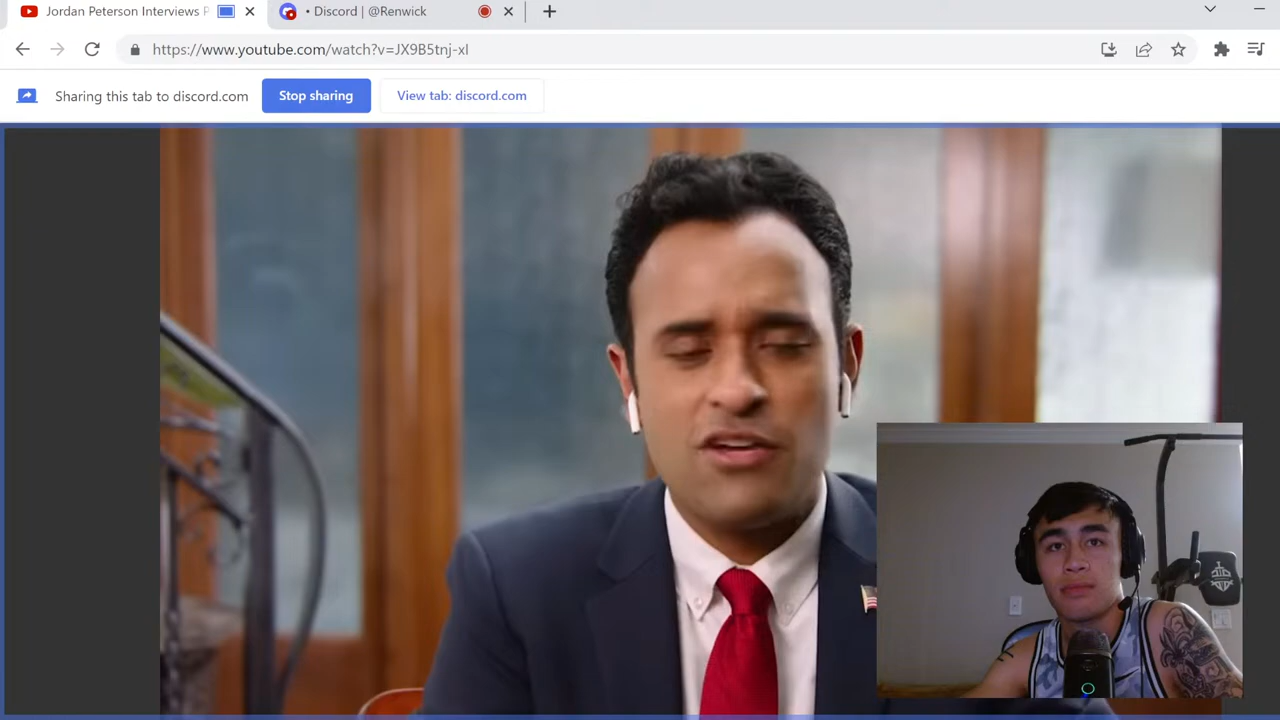 Jordan Peterson Interviews P
• Discord | @Renwick
https://www.youtube.com/watch?v=JX9B5tnj-xI
Sharing this tab to discord.com
Stop sharing
View tab: discord.com